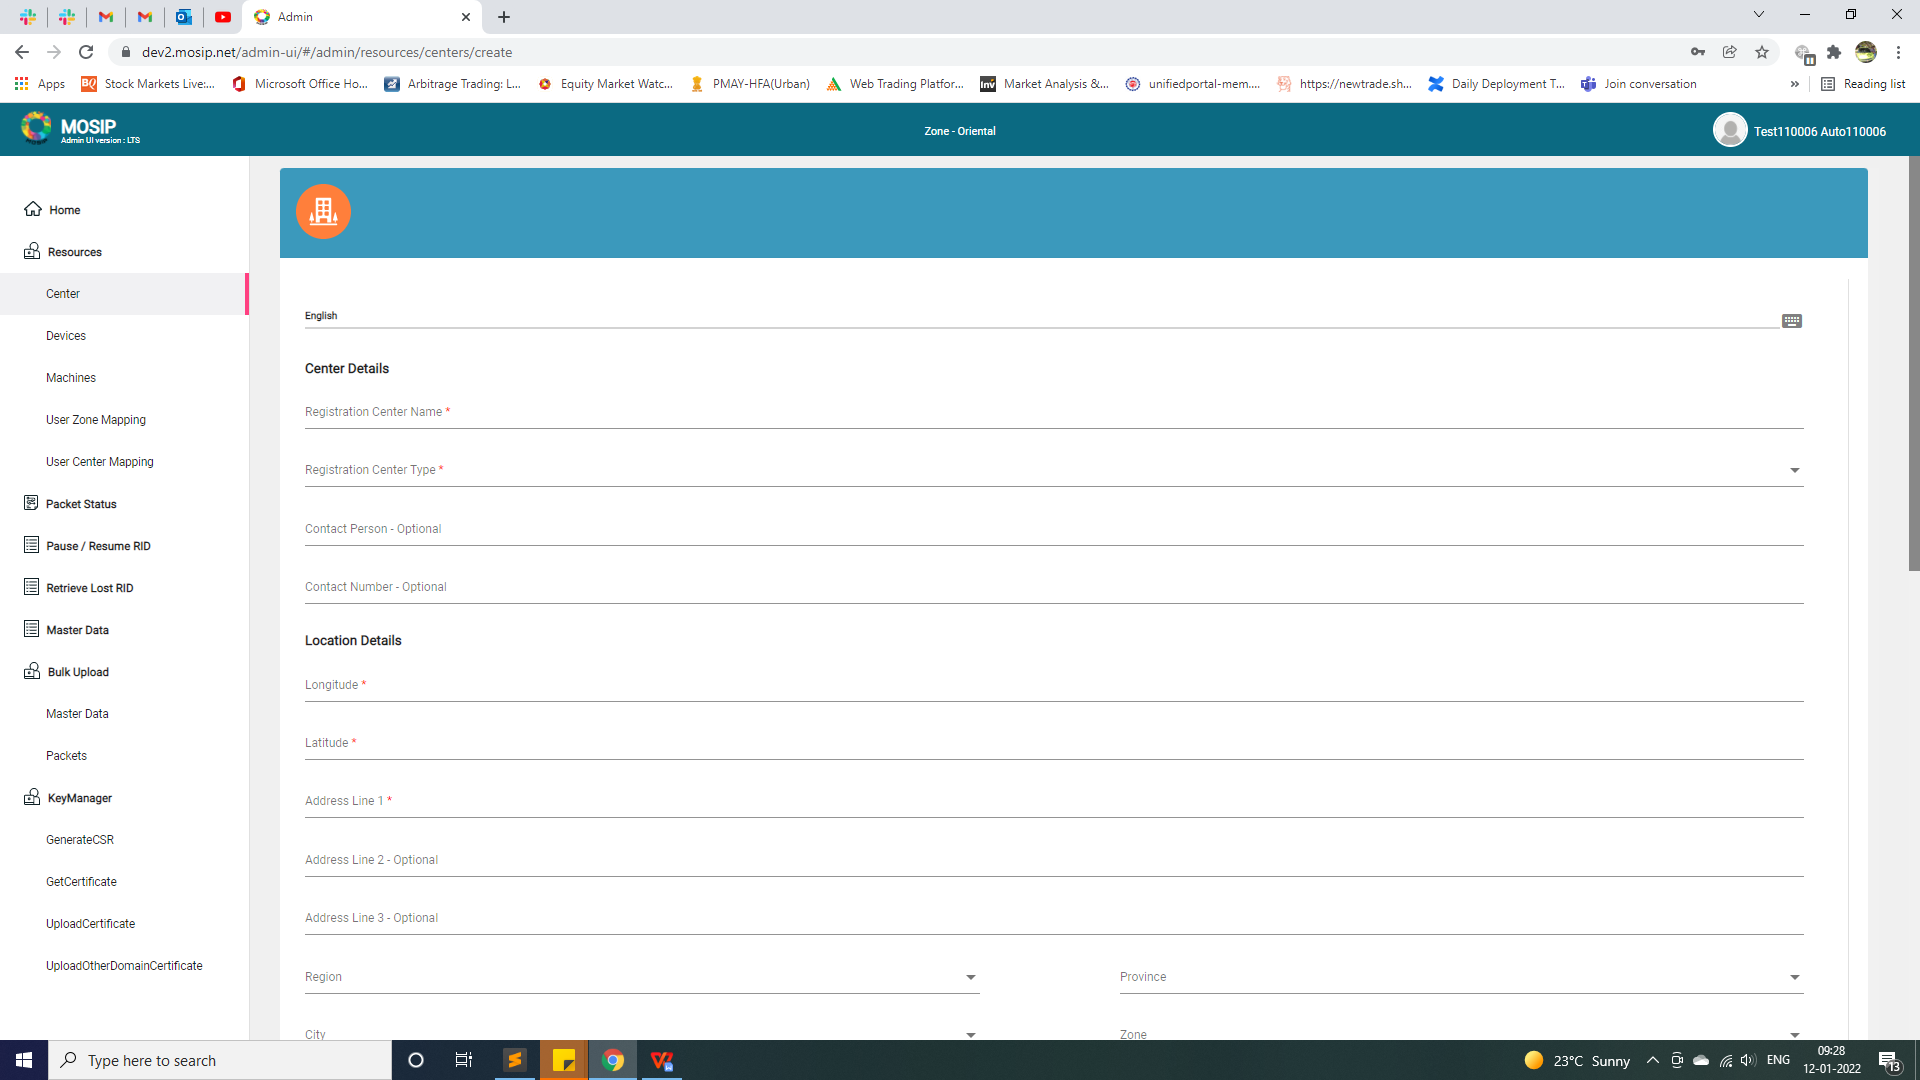 Admin
dev2.mosip.net/admin-ui/#/admin/resources/centers/create
Apps
BQ
Stock Markets Live:...
Microsoft Office Ho...
Arbitrage Trading: L...
Equity Market Watc...
PMAY-HFA(Urban)
Web Trading Platfor...
Inv
Market Analysis &...
unifiedportal-mem....
https://newtrade.sh...
Daily Deployment T...
Join conversation
»
Reading list
MOSIP
Admin UI version : LTS
Zone - Oriental
Test110006 Auto110006
Home
Resources
Center
Devices
Machines
User Zone Mapping
User Center Mapping
Packet Status
Pause / Resume RID
Retrieve Lost RID
Master Data
Bulk Upload
Master Data
Packets
KeyManager
GenerateCSR
GetCertificate
UploadCertificate
UploadOtherDomainCertificate
English
Center Details
Registration Center Name *
Registration Center Type *
Contact Person - Optional
Contact Number - Optional
Location Details
Longitude *
Latitude *
Address Line 1 *
Address Line 2 - Optional
Address Line 3 - Optional
Region
Province
City
Zone
Type here to search
23°C Sunny
ENG
09:28
12-01-2022
13